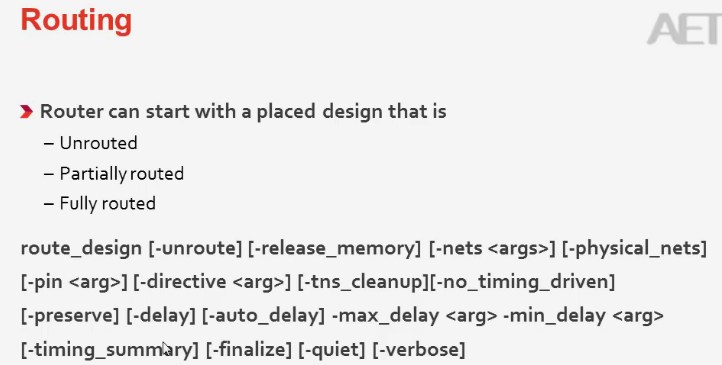 Routing
AET
Router can start with a placed design that is
– Unrouted
– Partially routed
– Fully routed
route_design [-unroute] [-release_memory] [-nets <args>] [-physical_nets]
[-pin <arg>] [-directive <arg>] [-tns_cleanup][-no_timing_driven]
[-preserve] [-delay] [-auto_delay] -max_delay <arg> -min_delay <arg>
[-timing_summary] [-finalize] [-quiet] [-verbose]